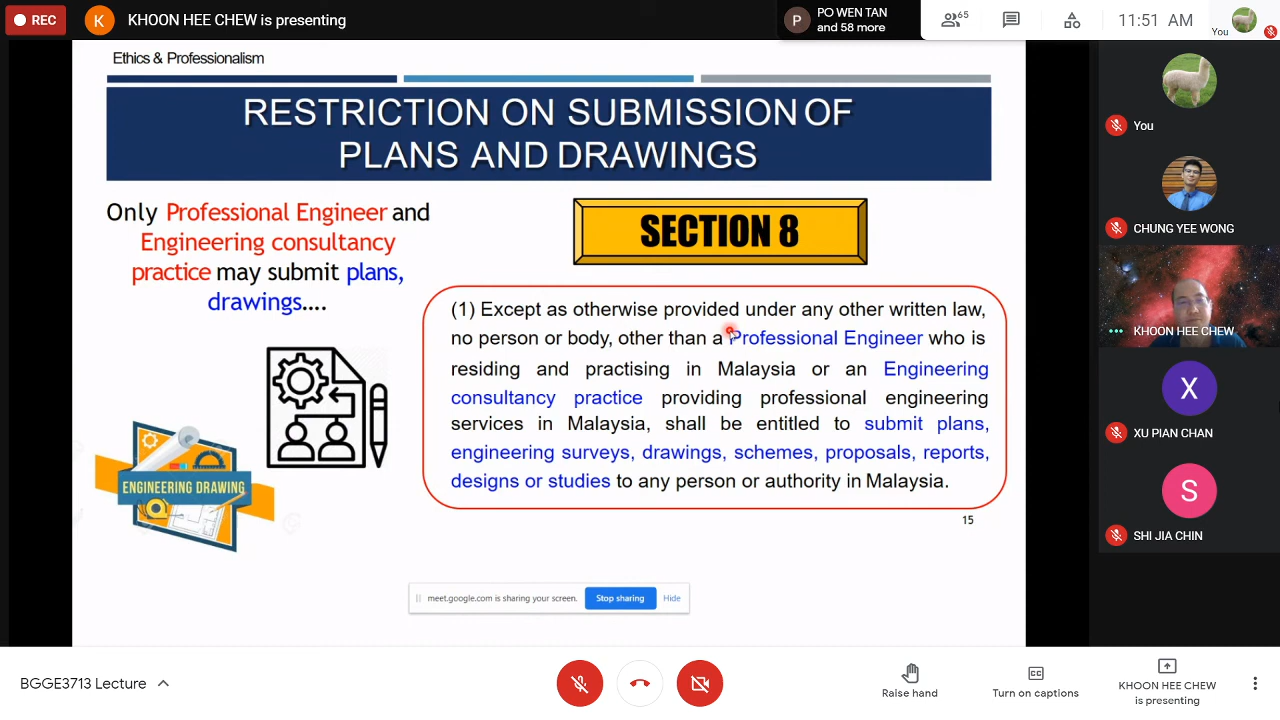 REC
K
KHOON HEE CHEW is presenting
P
PO WEN TAN
and 58 more
65
11:51 AM
You
Ethics & Professionalism
RESTRICTION ON SUBMISSION OF
PLANS AND DRAWINGS
Only Professional Engineer and
Engineering consultancy
practice may submit plans,
drawings....
SECTION 8
(1) Except as otherwise provided under any other written law,
no person or body, other than a Professional Engineer who is
residing and practising in Malaysia or an Engineering
consultancy practice providing professional engineering
services in Malaysia, shall be entitled to submit plans,
engineering surveys, drawings, schemes, proposals, reports,
designs or studies to any person or authority in Malaysia.
ENGINEERING DRAWING
15
meet.google.com is sharing your screen.
Stop sharing
Hide
You
CHUNG YEE WONG
KHOON HEE CHEW
X
XU PIAN CHAN
S
SHI JIA CHIN
BGGE3713 Lecture
Raise hand
CC
Turn on captions
KHOON HEE CHEW
is presenting